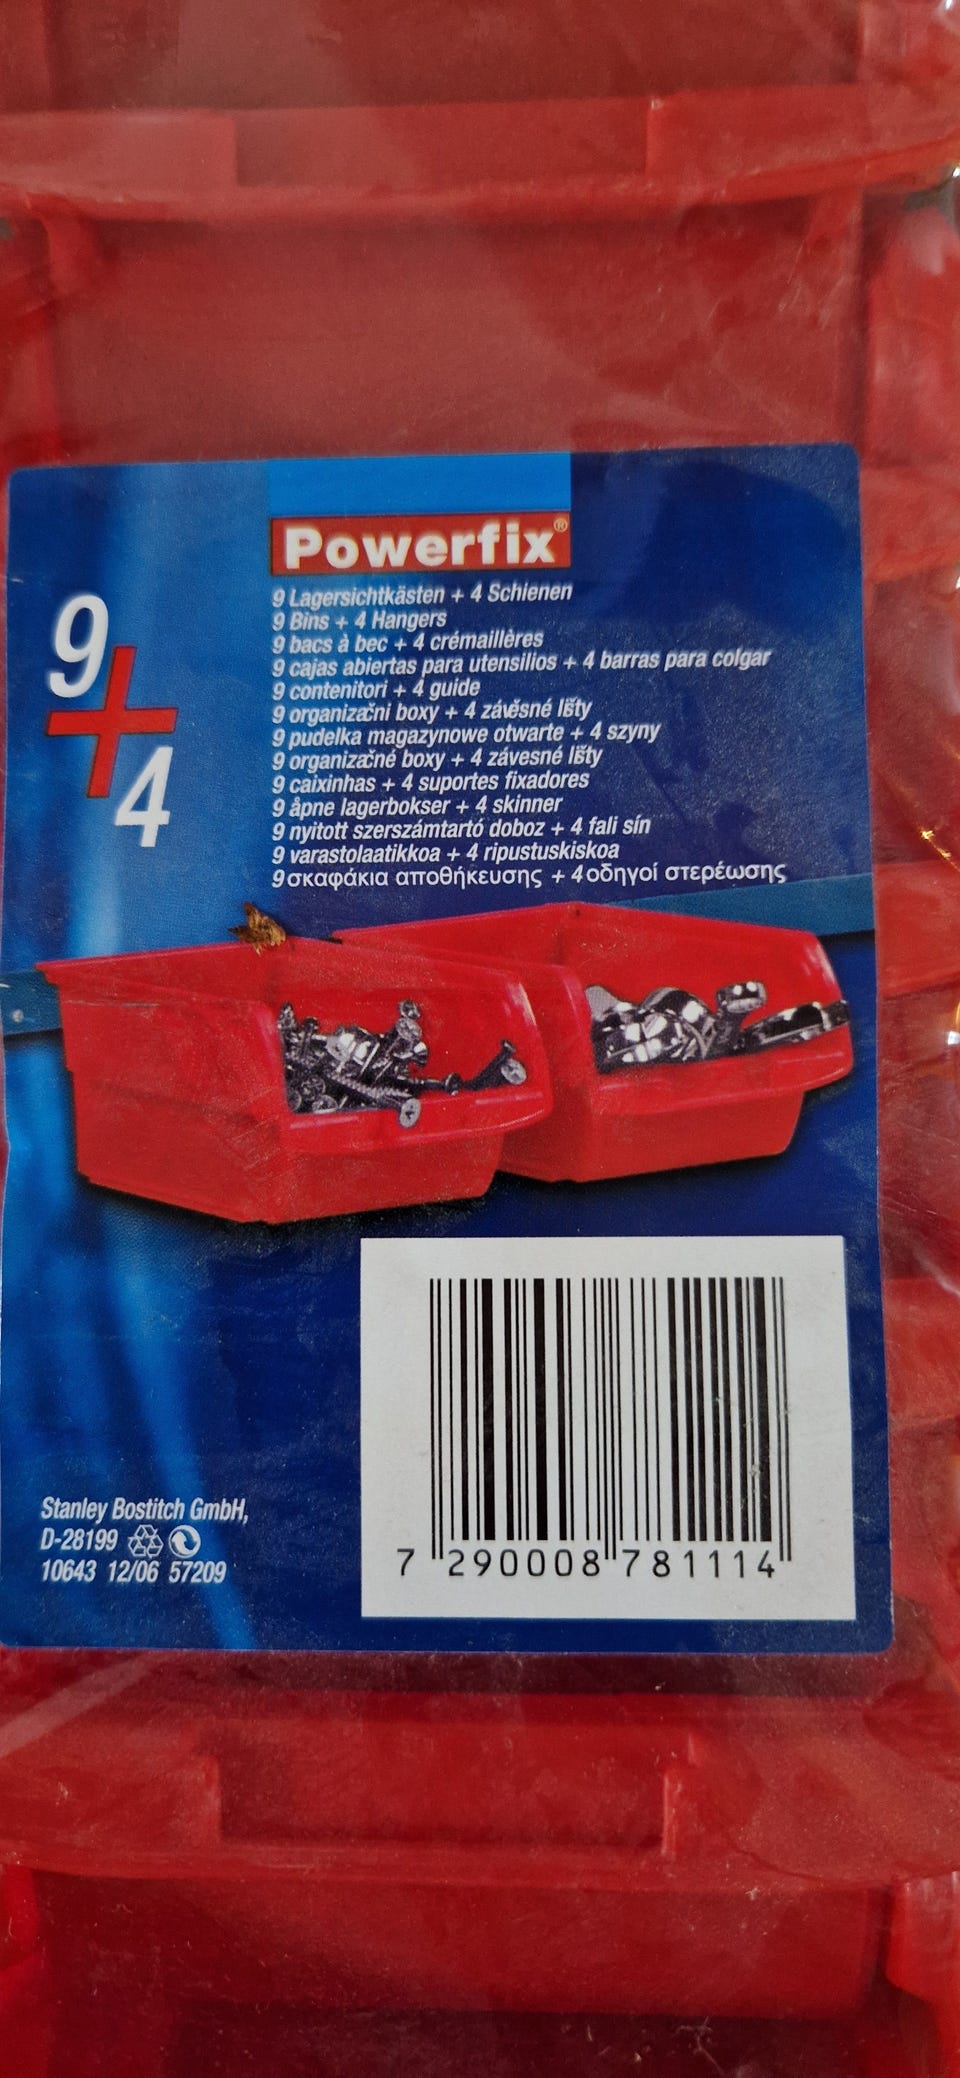 Powerfix®
9 Lagersichtkästen + 4 Schienen
9 Bins + 4 Hangers
9 bacs à bec + 4 crémaillères
9 cajas abiertas para utensilios + 4 barras para colgar
9 contenitori + 4 guide
9 organizační boxy + 4 závěsné lišty
9 pudelka magazynowe otwarte + 4 szyny
9 organizačné boxy + 4 závesné lišty
9 caixinhas + 4 suportes fixadores
9 åpne lagerbokser + 4 skinner
9 nyitott szerszámtartó doboz + 4 fali sín
9 varastolaatikkoa + 4 ripustuskiskoa
9 σκαφάκια αποθήκευσης + 4 οδηγοί στερέωσης
9
+
4
Stanley Bostitch GmbH,
D-28199
10643 12/06 57209
7 290008 781114